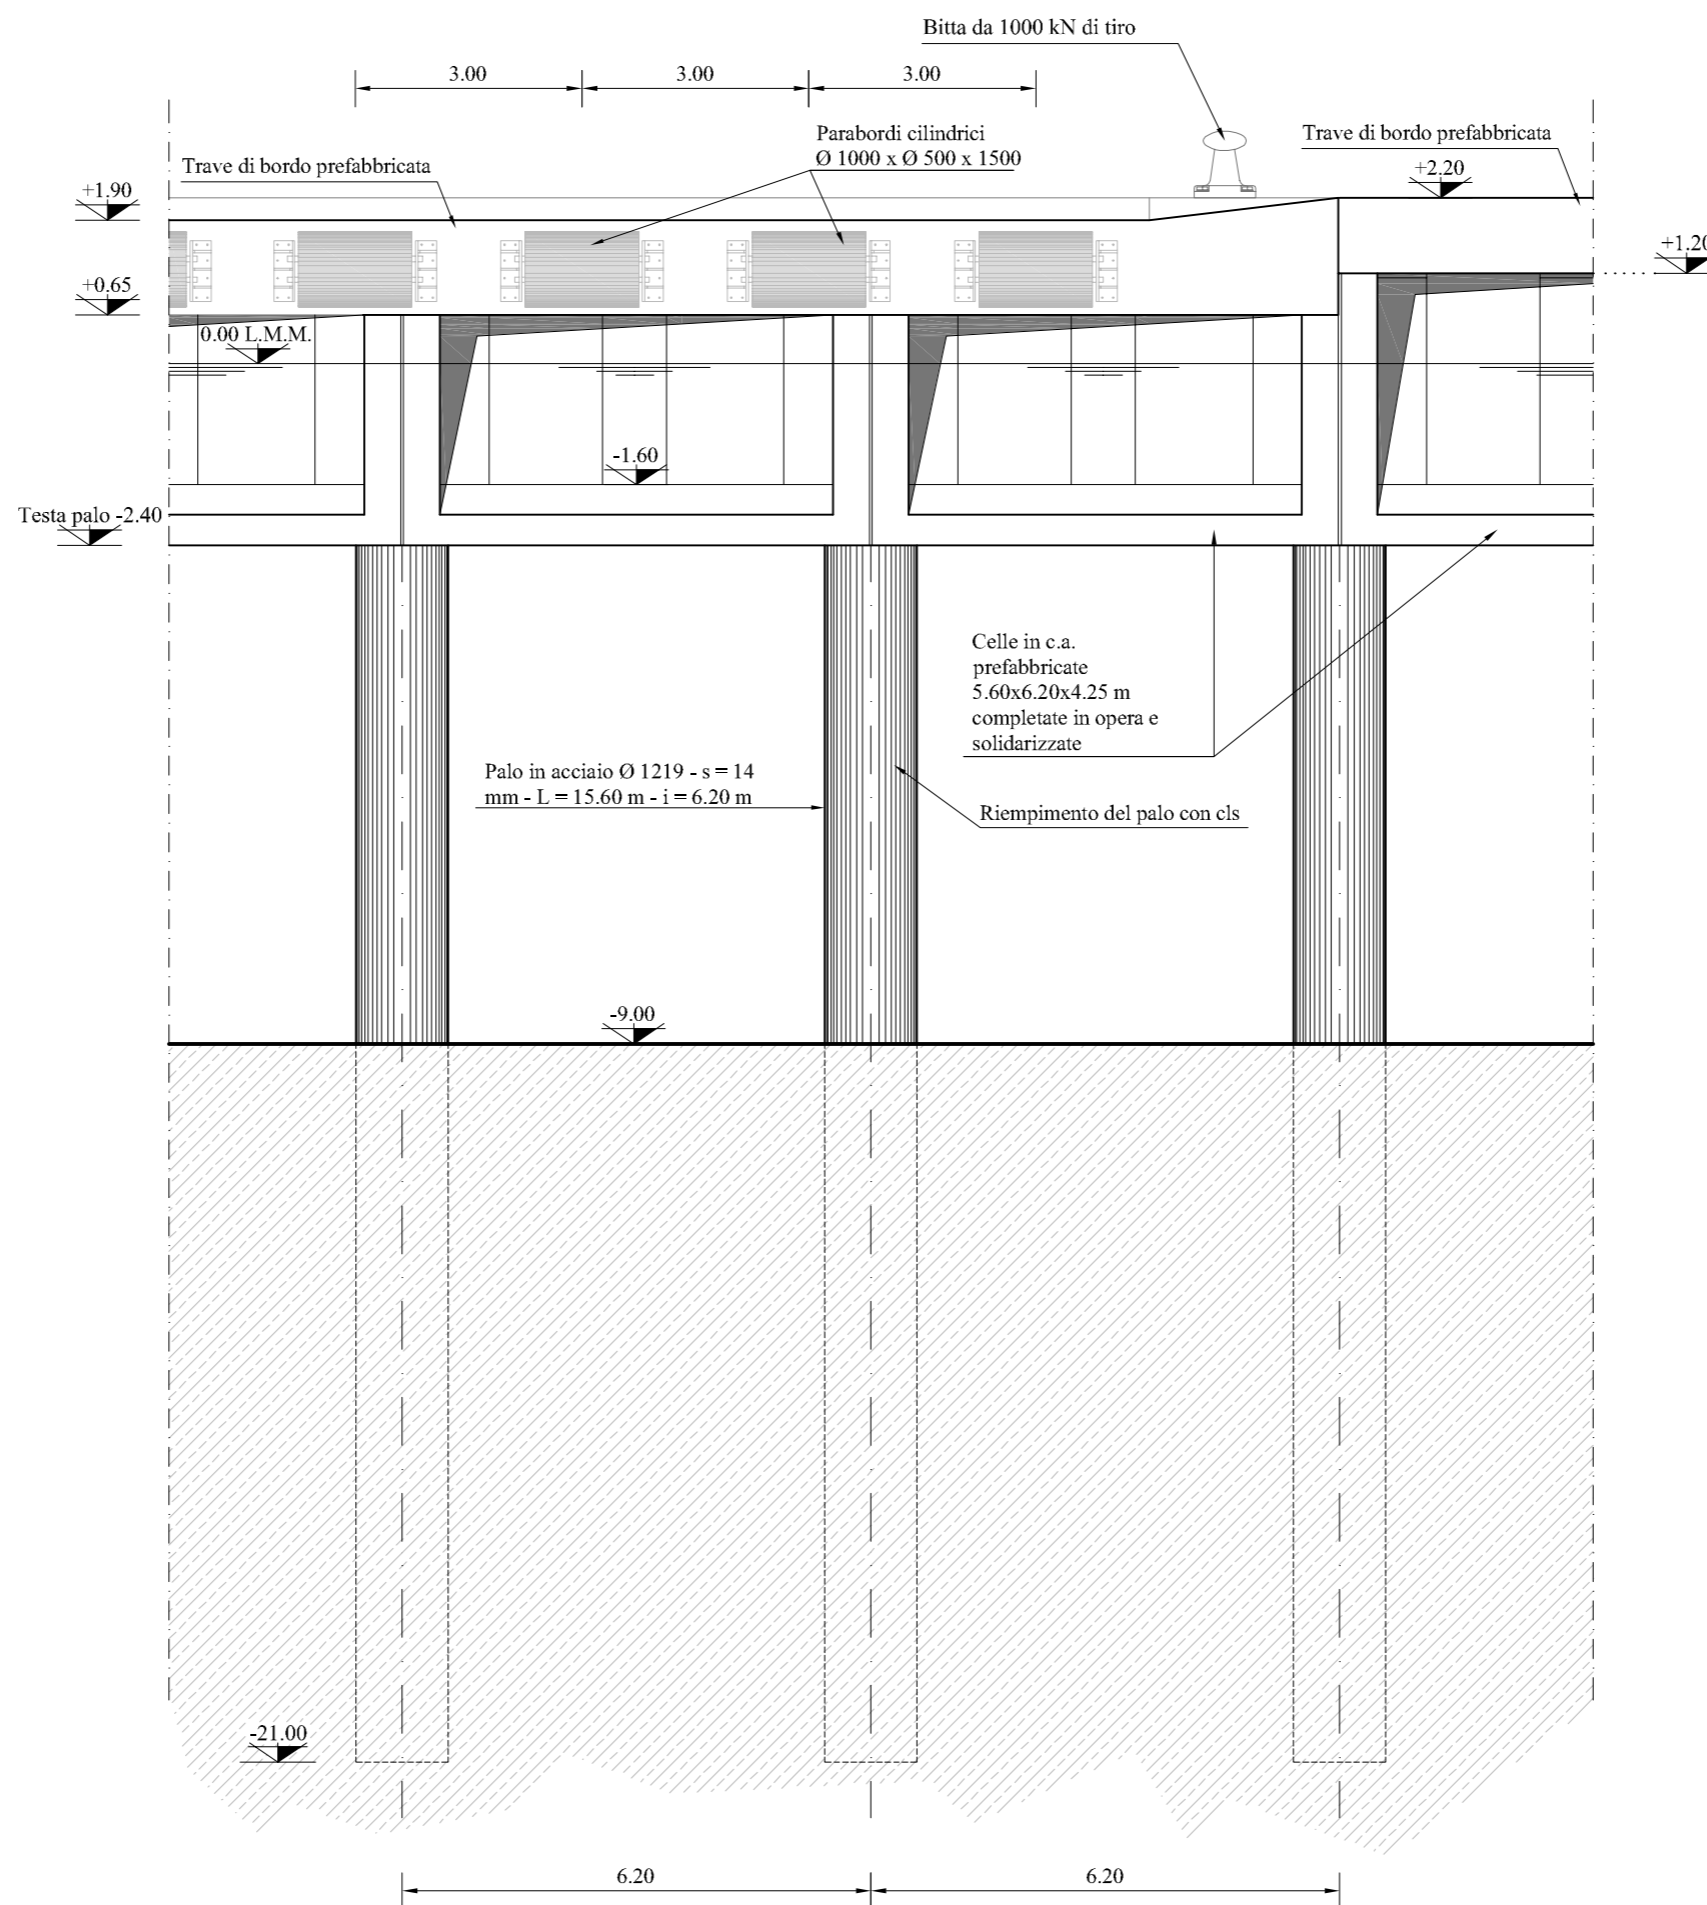 Bitta da 1000 kN di tiro
3.00
3.00
3.00
Parabordi cilindrici
Ø 1000 x Ø 500 x 1500
Trave di bordo prefabbricata
Trave di bordo prefabbricata
+2.20
+1.90
+1.20
+0.65
0.00 L.M.M.
-1.60
Testa palo -2.40
Celle in c.a.
prefabbricate
5.60x6.20x4.25 m
completate in opera e
solidarizzate
Palo in acciaio Ø 1219 - s = 14
mm - L = 15.60 m - i = 6.20 m
Riempimento del palo con cls
-9.00
-21.00
6.20
6.20